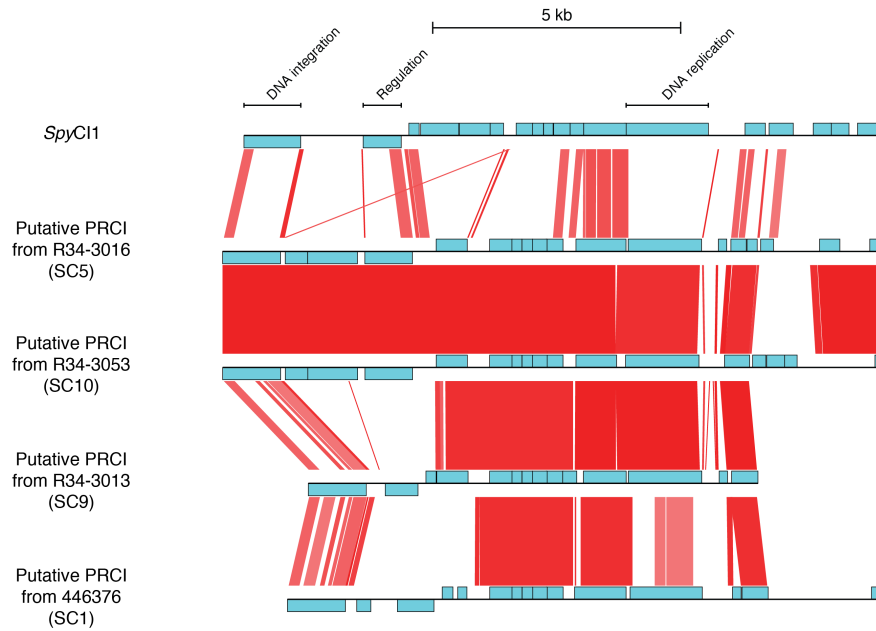 5 kb
DNA integration
Regulation
DNA replication
SpyCI1
Putative PRCI
from R34-3016
(SC5)
Putative PRCI
from R34-3053
(SC10)
Putative PRCI
from R34-3013
(SC9)
Putative PRCI
from 446376
(SC1)